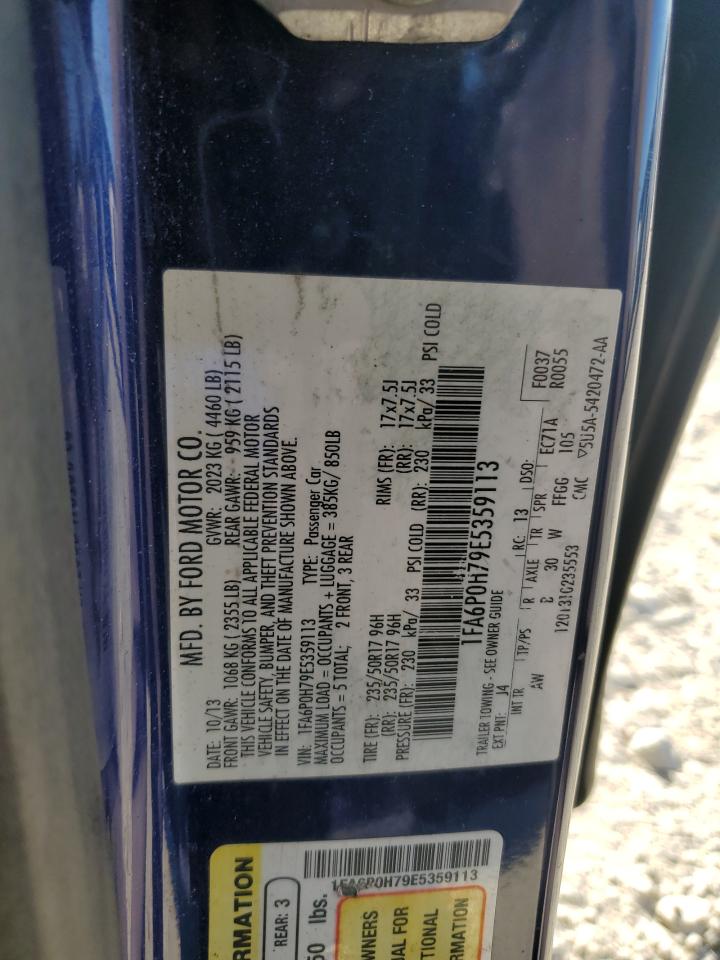 MFD. BY FORD MOTOR CO.
DATE: 10/13 GVWR: 2023 KG ( 4460 LB)
FRONT GAWR: 1068 KG ( 2355 LB) REAR GAWR: 959 KG ( 2115 LB)
THIS VEHICLE CONFORMS TO ALL APPLICABLE FEDERAL MOTOR
VEHICLE SAFETY, BUMPER, AND THEFT PREVENTION STANDARDS
IN EFFECT ON THE DATE OF MANUFACTURE SHOWN ABOVE.
VIN: 1FA6P0H79E5359113 TYPE: Passenger Car
MAXIMUM LOAD = OCCUPANTS + LUGGAGE = 385KG/ 850LB
OCCUPANTS = 5 TOTAL; 2 FRONT, 3 REAR
TIRE (FR): 235/50R17 96H RIMS (FR): 17x7.5J
(RR): 235/50R17 96H (RR): 17x7.5J
PRESSURE (FR): 230 kPa/ 33 PSI COLD (RR): 230 kPa/ 33 PSI COLD
1FA6P0H79E5359113
TRAILER TOWING - SEE OWNER GUIDE
EXT PNT: J4 RC: 13 DSO: F0037
R0055
INT TR TP/PS R AXLE TR SPR EC71A
AW B 30 W FFGG 105
CMC
▽5U5A-5420472-AA
1FA6P0H79E5359113
RMATION
REAR: 3
50 lbs.
WNERS
UAL FOR
TIONAL
RMATION